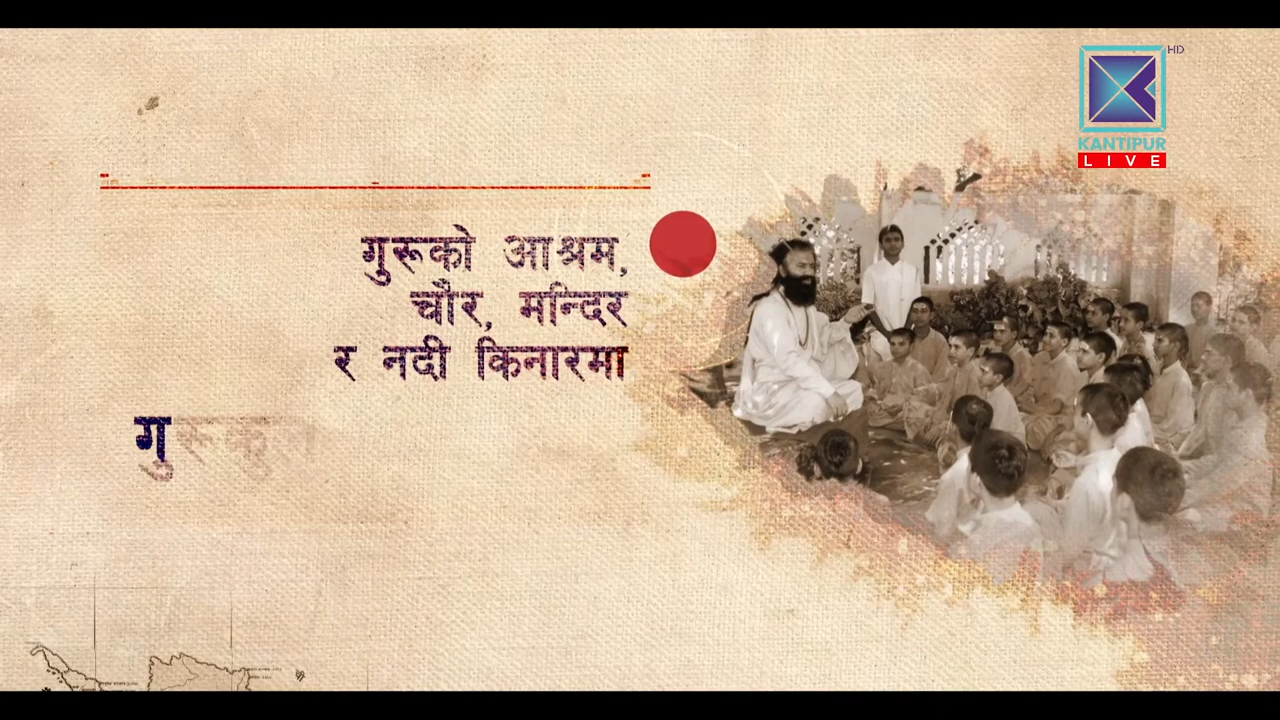 HD
KANTIPUR
LIVE
गुरूको आश्रम,
चौर, मन्दिर
र नदी किनारमा
गुरूकुल